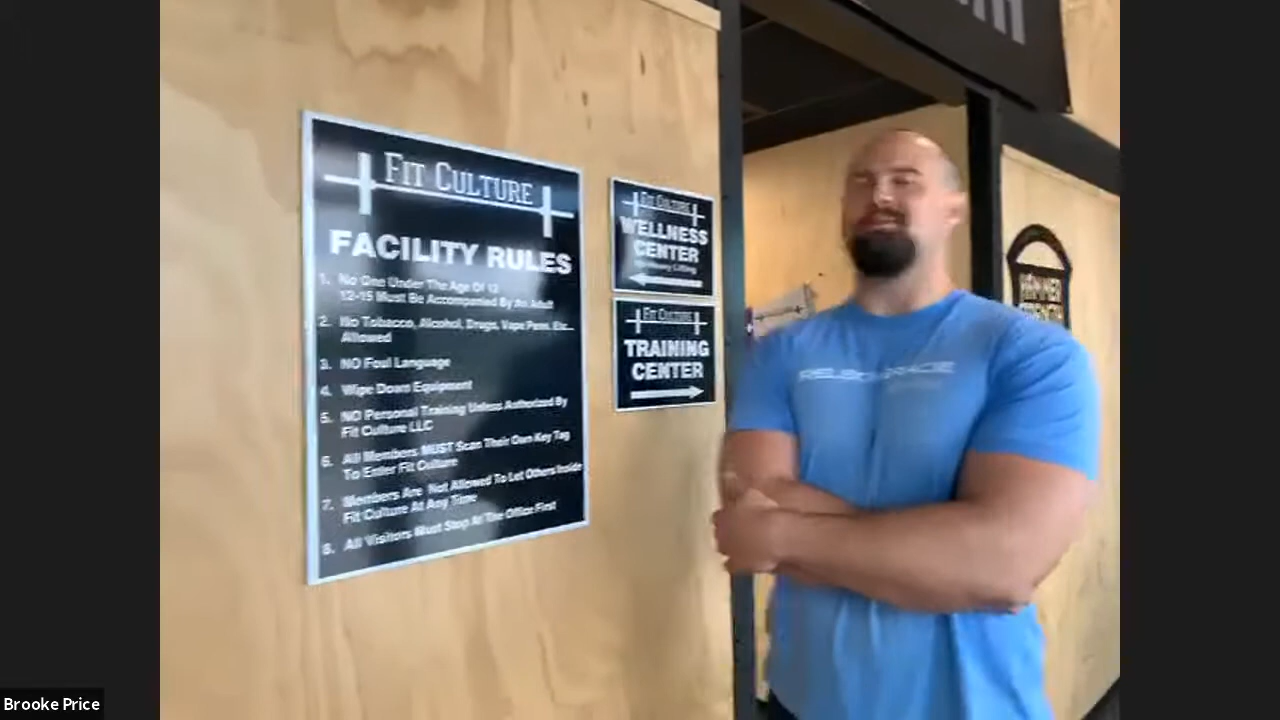 FIT CULTURE
FACILITY RULES
1. No One Under The Age Of 12
12-15 Must Be Accompanied By An Adult
2. No Tobacco, Alcohol, Drugs, Vape Pens, Etc...
Allowed
3. NO Foul Language
4. Wipe Down Equipment
5. NO Personal Training Unless Authorized By
Fit Culture LLC
6. All Members MUST Scan Their Own Key Tag
To Enter Fit Culture
7. Members Are Not Allowed To Let Others Inside
Fit Culture At Any Time
8. All Visitors Must Stop At The Office First
FIT CULTURE
WELLNESS
CENTER
Lifting
FIT CULTURE
TRAINING
CENTER
HAMMER
STRENGTH
Brooke Price